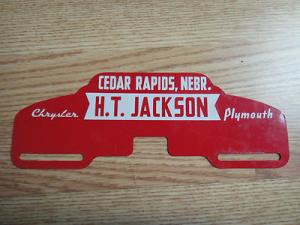 CEDAR RAPIDS, NEBR.
H.T. JACKSON
Chrysler
Plymouth